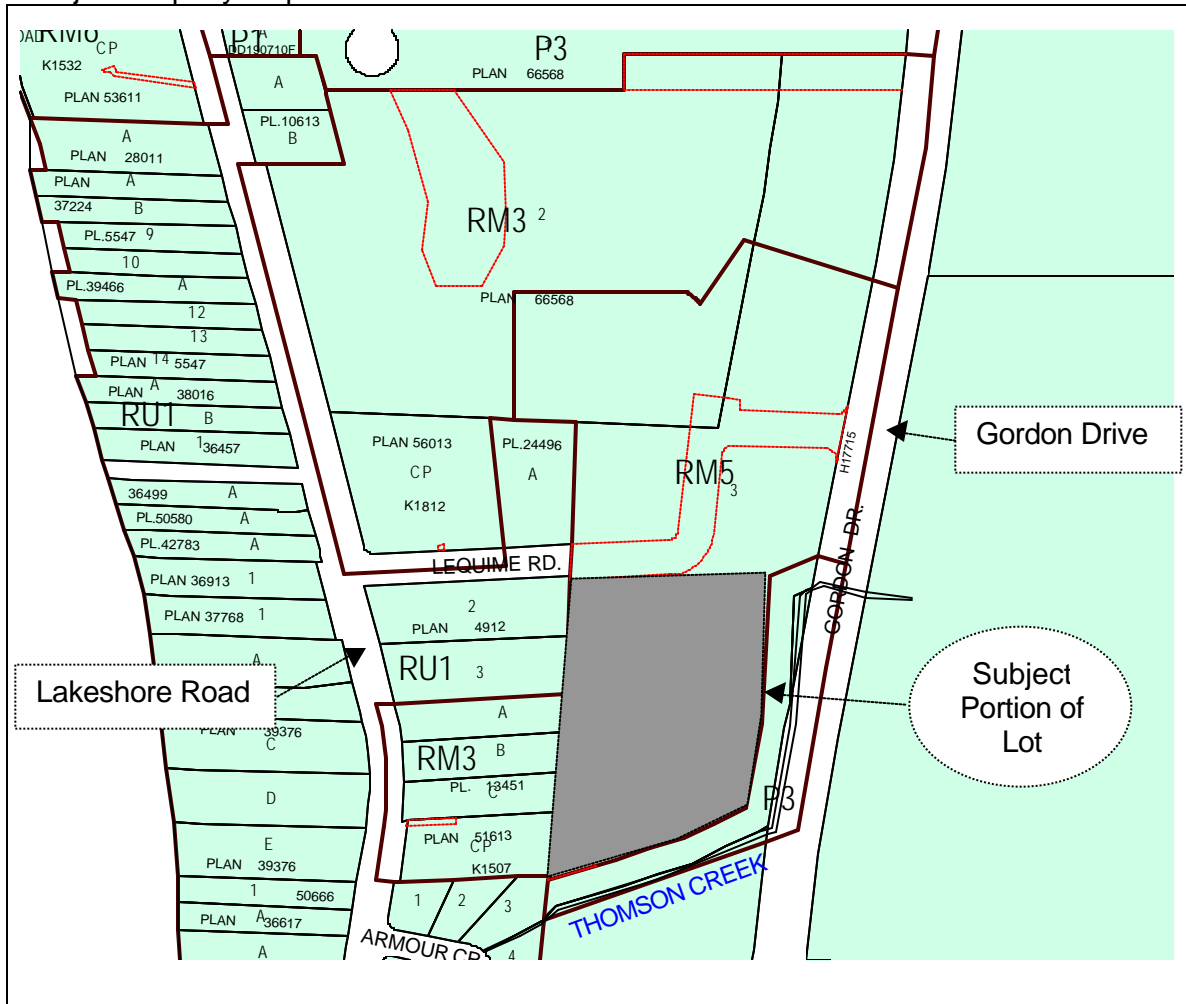 RM6
CP
K1532
PLAN 53611
P1
A
DD190710F
A
PL.10613
B
P3
PLAN 66568
A
PLAN 28011
PLAN A
37224 B
PL.5547 9
10
PL.39466 A
12
13
PLAN 14 5547
A
PLAN 38016
RU1 B
PLAN 1 36457
RM3 2
PLAN 66568
PLAN 56013
CP
K1812
PL.24496
A
RM5 3
H17715
Gordon Drive
36499 A
PL.50580 A
PL.42783 A
PLAN 36913 1
PLAN 37768 1
A
LEQUIME RD.
GORDON DR.
2
PLAN 4912
RU1 3
Lakeshore Road
Subject
Portion of
Lot
PLAN 39376
C
A
RM3 B
PL. 13451
C
D
P3
E
PLAN 39376
PLAN 51613
CP
K1507
THOMSON CREEK
1 50666
PLAN A 36617
A
1 2 3
4
ARMOUR CR